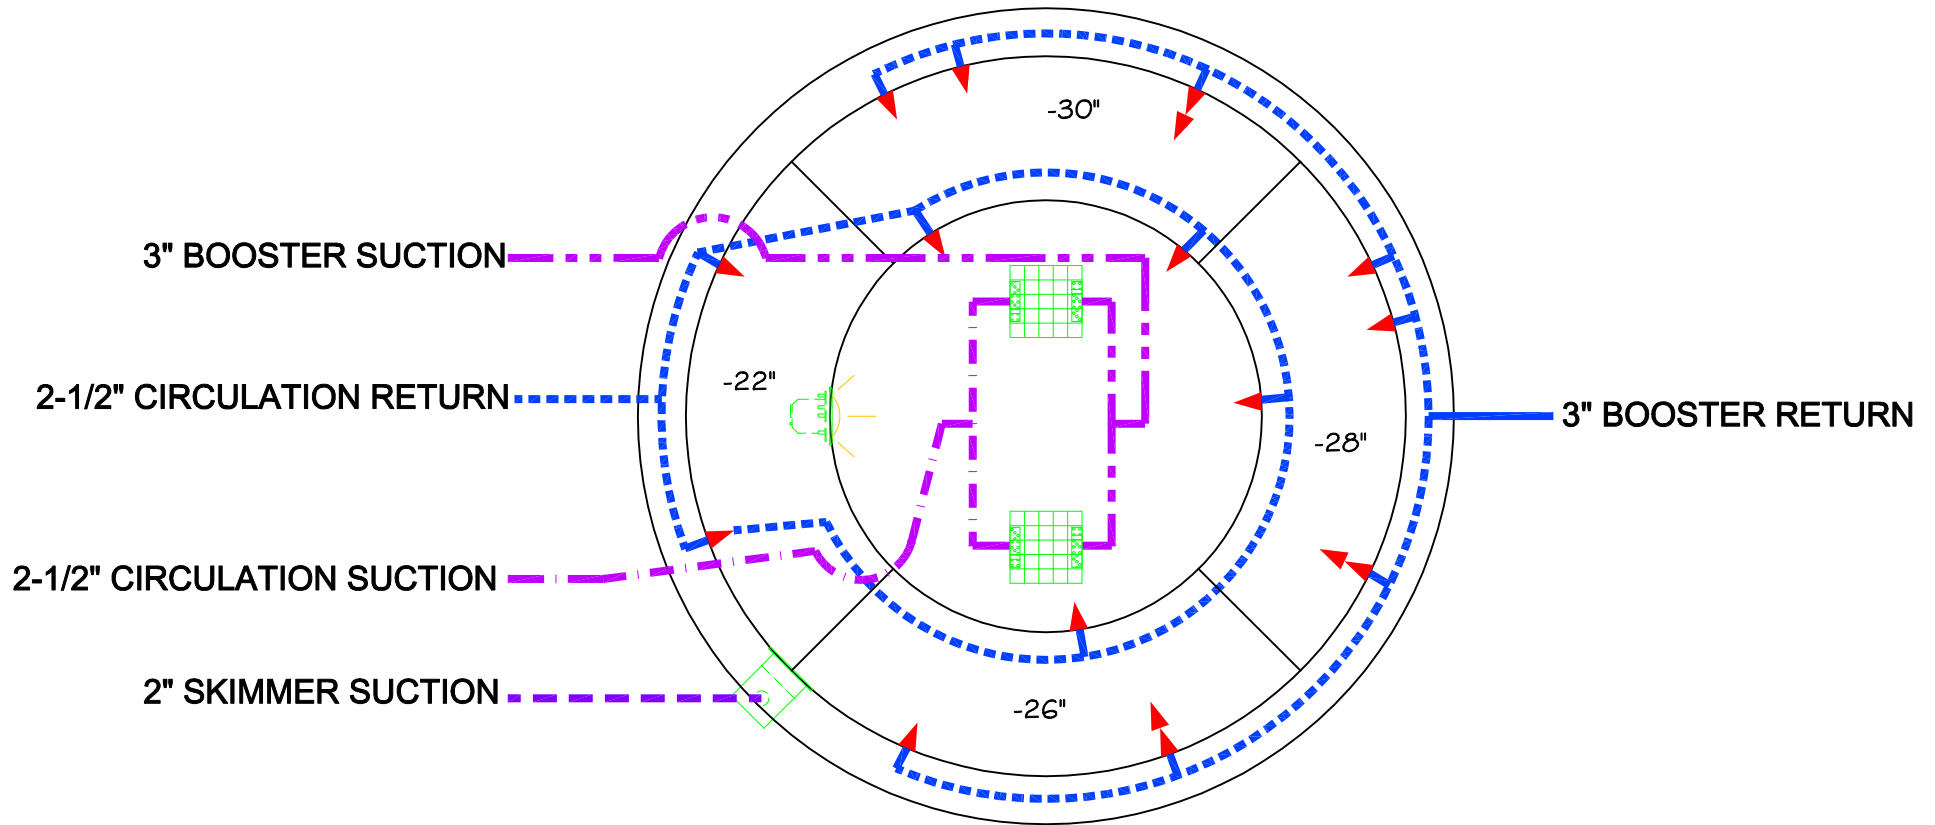 -30"
3" BOOSTER SUCTION
-22"
2-1/2" CIRCULATION RETURN
3" BOOSTER RETURN
-28"
2-1/2" CIRCULATION SUCTION
2" SKIMMER SUCTION
-26"